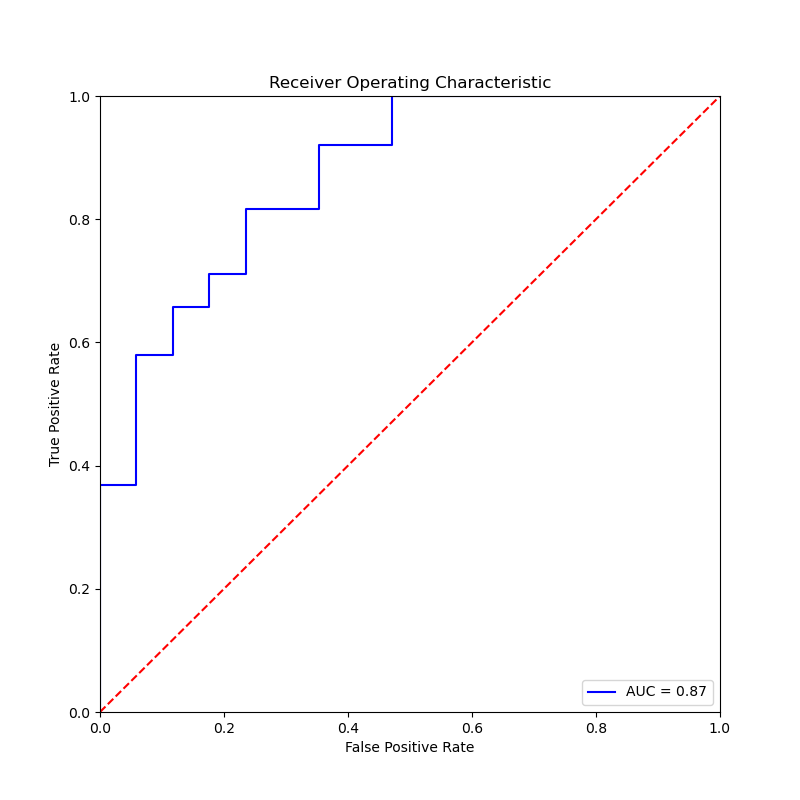 Receiver Operating Characteristic
1.0
0.8
0.6
0.4
0.2
0.0
True Positive Rate
AUC = 0.87
0.0 0.2 0.4 0.6 0.8 1.0
False Positive Rate